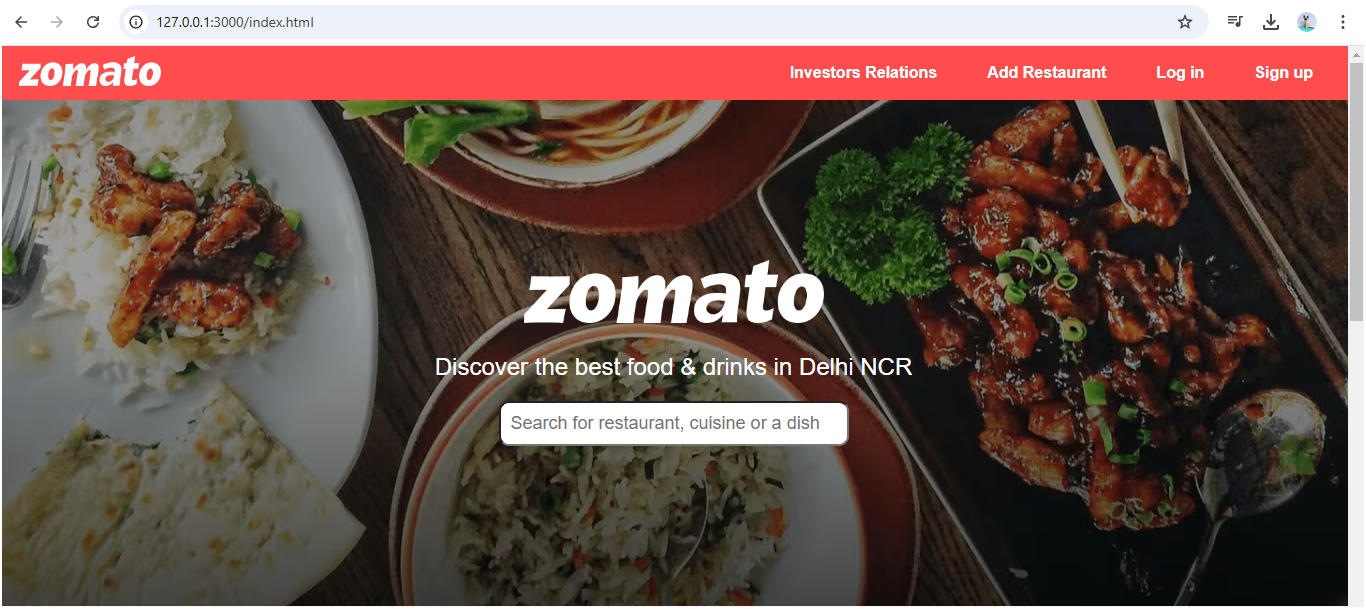 127.0.0.1:3000/index.html
zomato
Investors Relations
Add Restaurant
Log in
Sign up
zomato
Discover the best food & drinks in Delhi NCR
Search for restaurant, cuisine or a dish